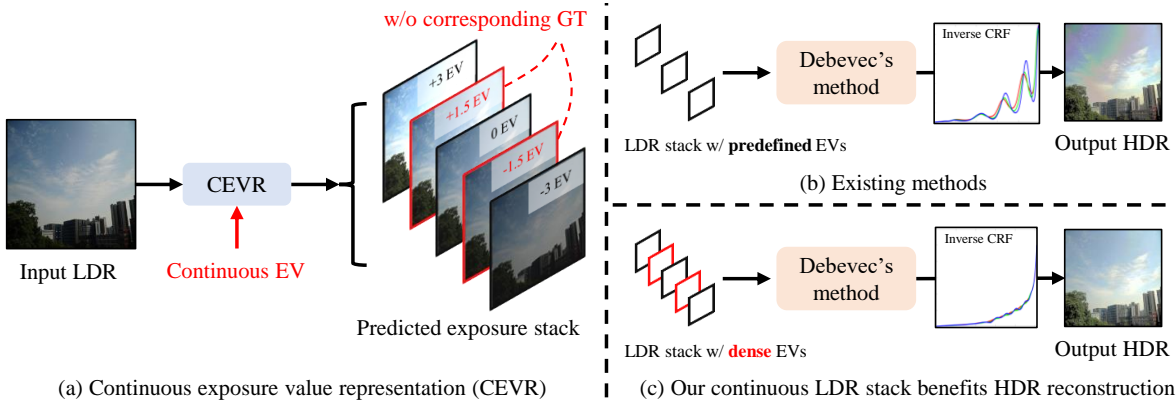 w/o corresponding GT
+3 EV
+1.5 EV
0 EV
-1.5 EV
-3 EV
CEVR
Input LDR
Continuous EV
Predicted exposure stack
(a) Continuous exposure value representation (CEVR)
Debevec's
method
Inverse CRF
LDR stack w/ predefined EVs
Output HDR
(b) Existing methods
Debevec's
method
Inverse CRF
LDR stack w/ dense EVs
Output HDR
(c) Our continuous LDR stack benefits HDR reconstruction